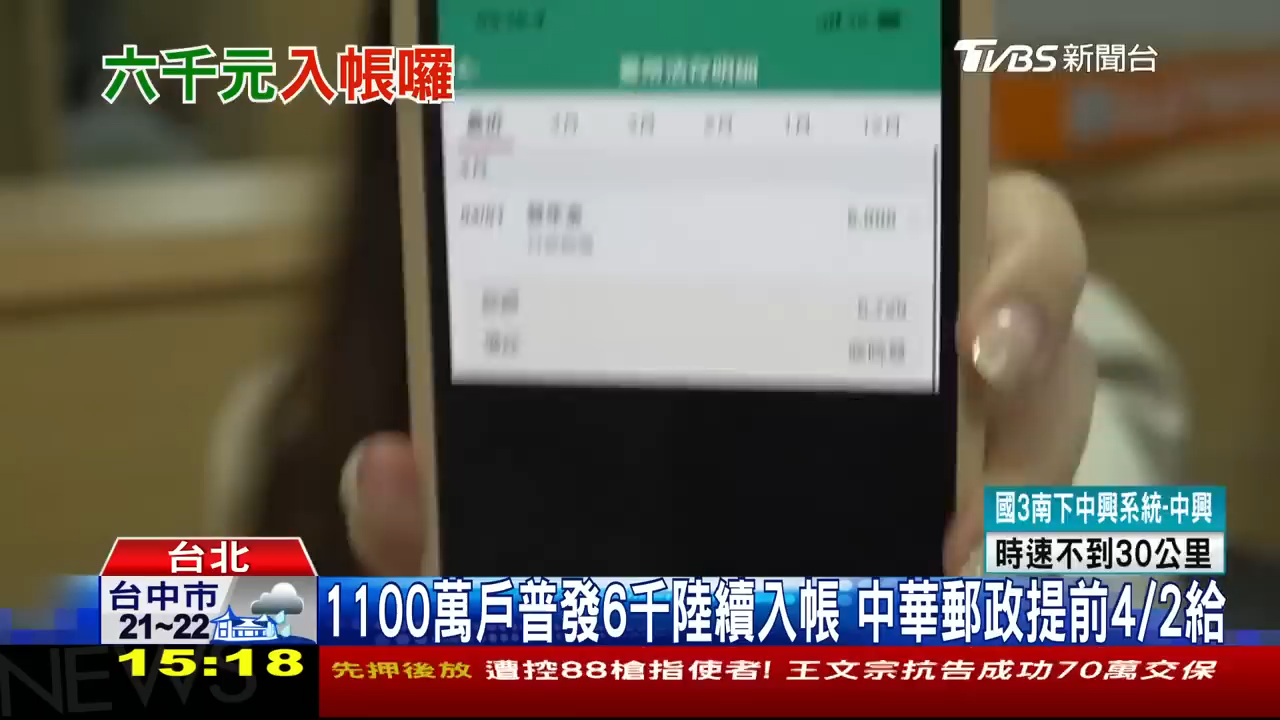 六千元入帳囉
TVBS新聞台
國3南下中興系統-中興
時速不到30公里
台北
台中市
21~22
1100萬戶普發6千陸續入帳 中華郵政提前4/2給
15:18
先押後放 遭控88槍指使者! 王文宗抗告成功70萬交保
NEWS